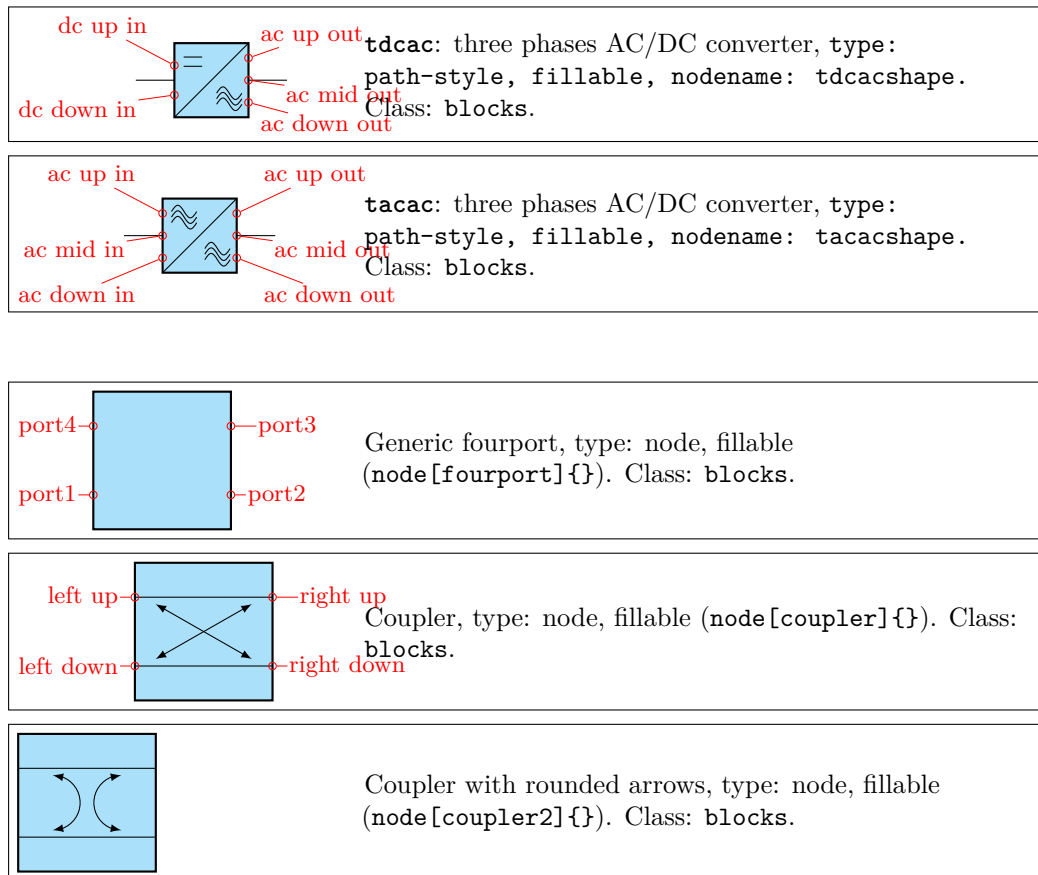 dc up in
ac up out
ac mid out
dc down in
ac down out
tdcac: three phases AC/DC converter, type:
path-style, fillable, nodename: tdcacshape.
Class: blocks.
ac up in
ac up out
ac mid in
ac mid out
ac down in
ac down out
tacac: three phases AC/DC converter, type:
path-style, fillable, nodename: tacacshape.
Class: blocks.
port4
port3
port1
port2
Generic fourport, type: node, fillable
(node[fourport]{}). Class: blocks.
left up
right up
left down
right down
Coupler, type: node, fillable (node[coupler]{}). Class:
blocks.
Coupler with rounded arrows, type: node, fillable
(node[coupler2]{}). Class: blocks.